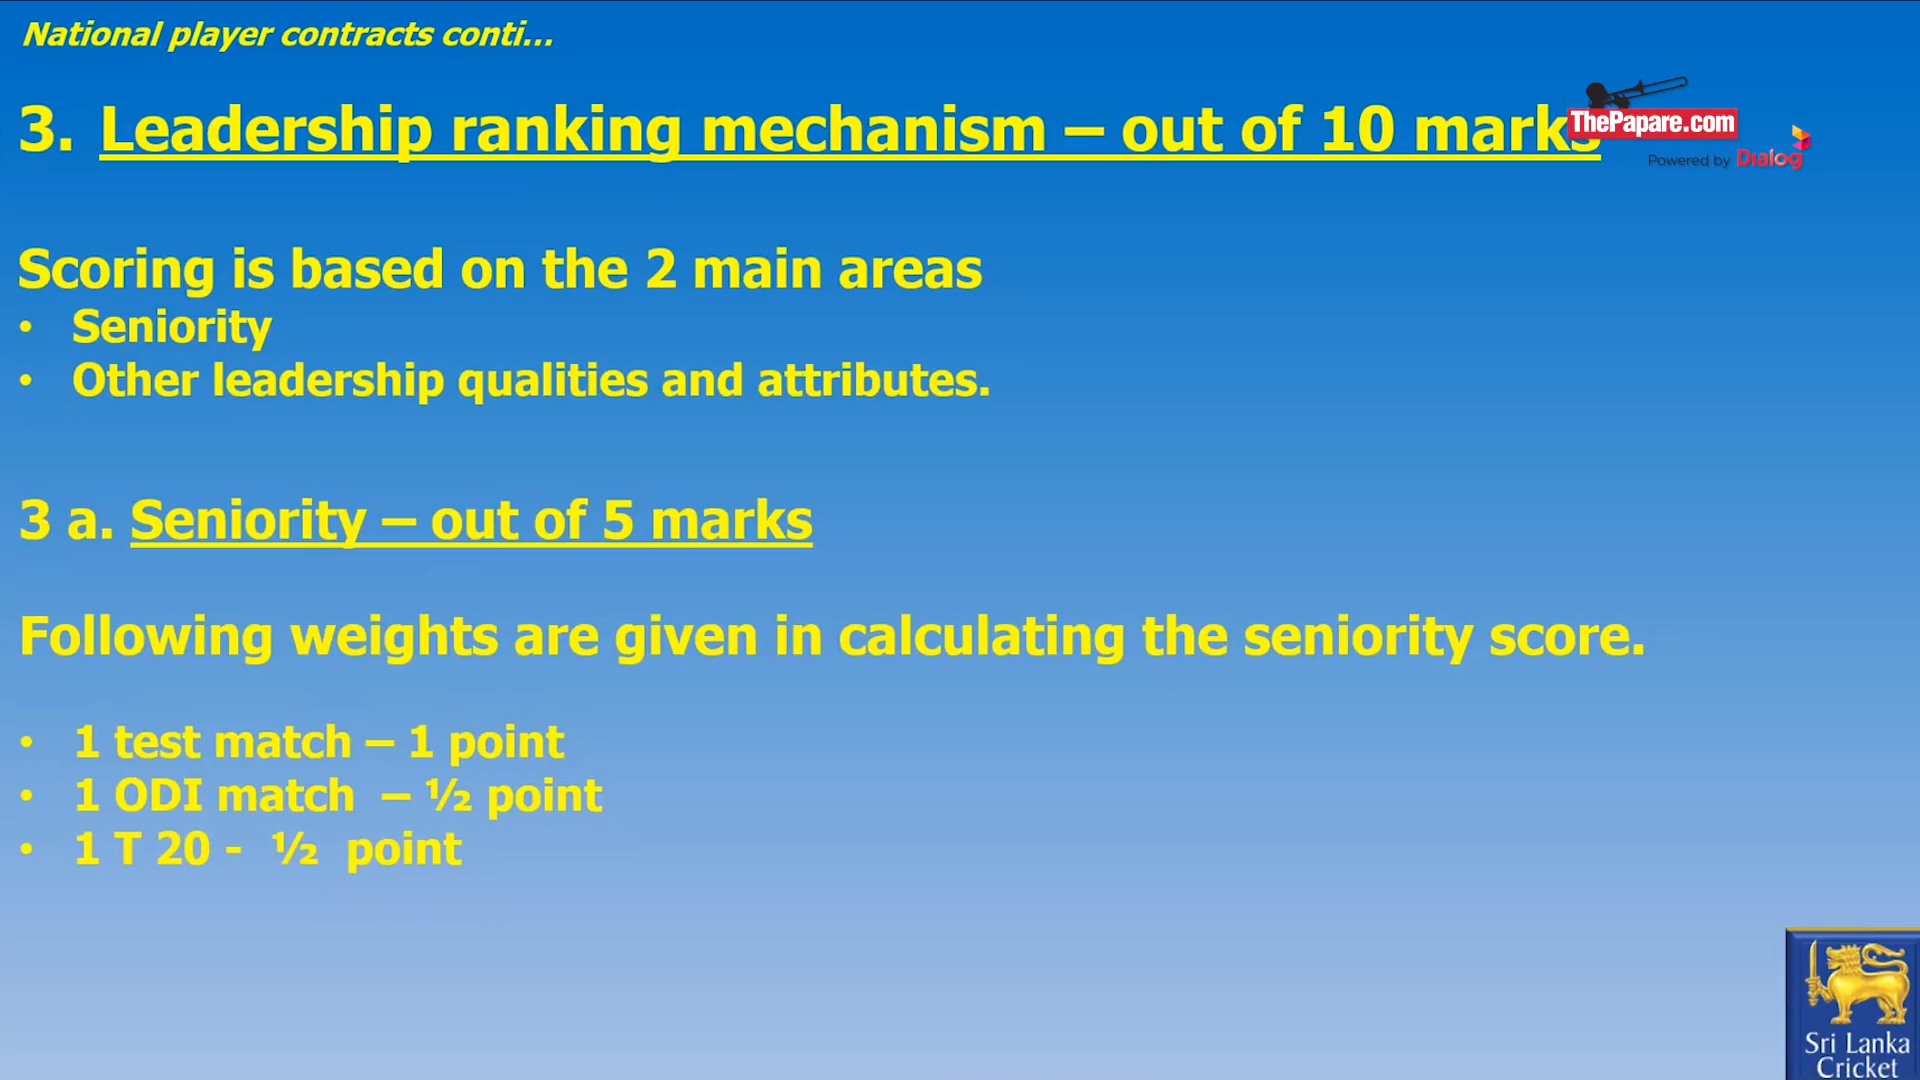 National player contracts conti...
3. Leadership ranking mechanism – out of 10 marks
ThePapare.com
Powered by Dialog
Scoring is based on the 2 main areas
• Seniority
• Other leadership qualities and attributes.
3 a. Seniority – out of 5 marks
Following weights are given in calculating the seniority score.
• 1 test match – 1 point
• 1 ODI match – ½ point
• 1 T 20 - ½ point
Sri Lanka
Cricket